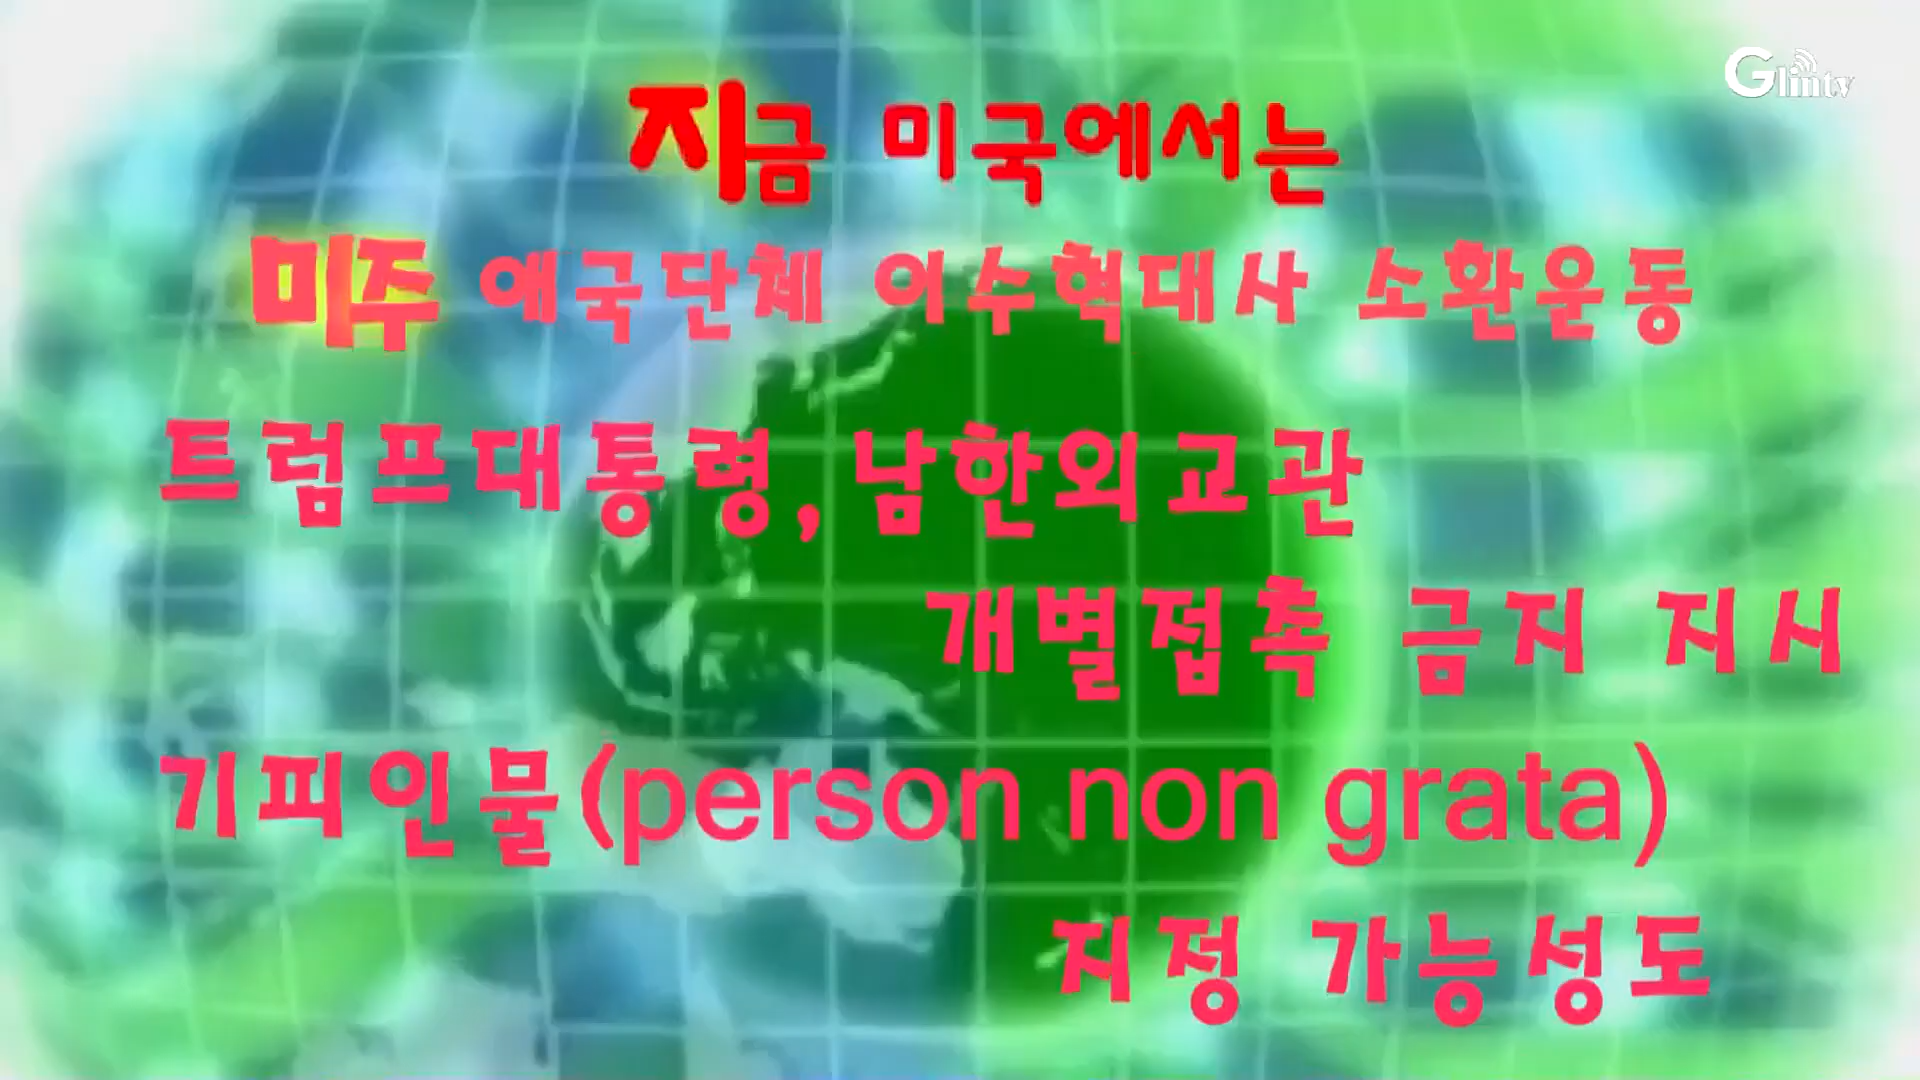 Glintv
지금 미국에서는
미주 애국단체 이수혁대사 소환운동
트럼프대통령, 남한외교관
개별접촉 금지 지시
기피인물(person non grata)
지정 가능성도